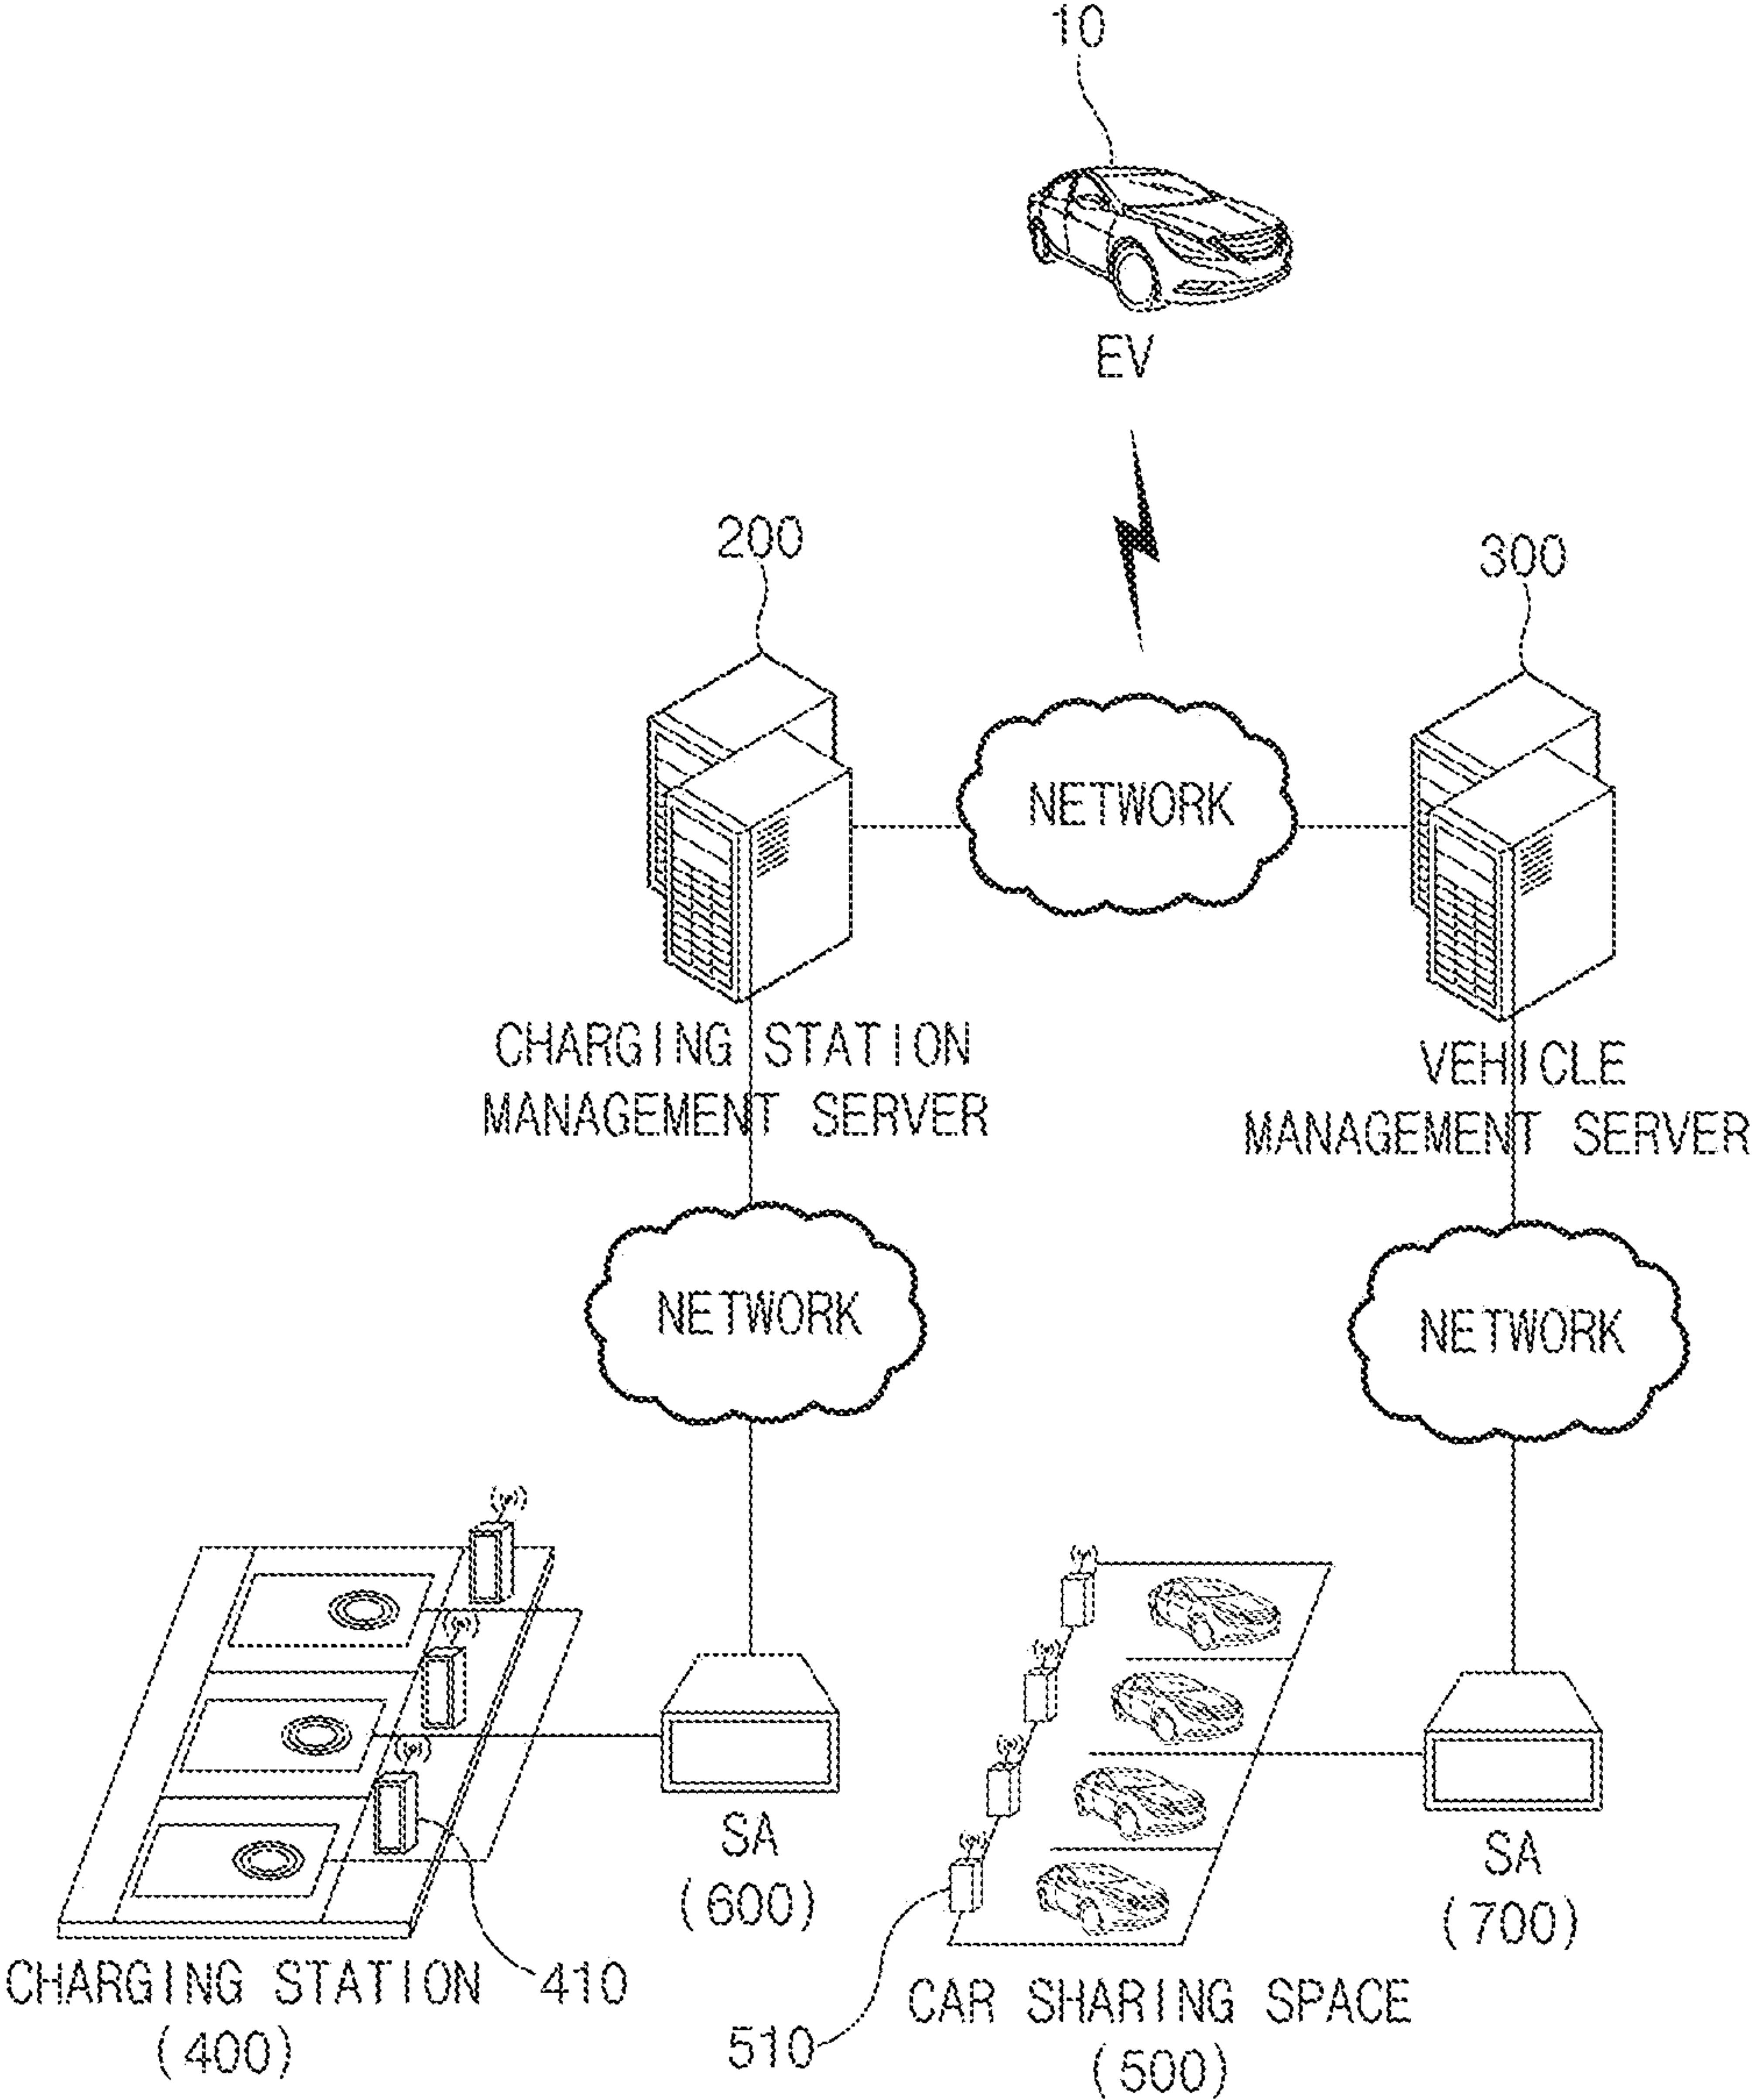 10
EV
200
300
NETWORK
CHARGING STATION
MANAGEMENT SERVER
VEHICLE
MANAGEMENT SERVER
NETWORK
NETWORK
SA
(600)
SA
(700)
CHARGING STATION
(400)
410
510
CAR SHARING SPACE
(500)